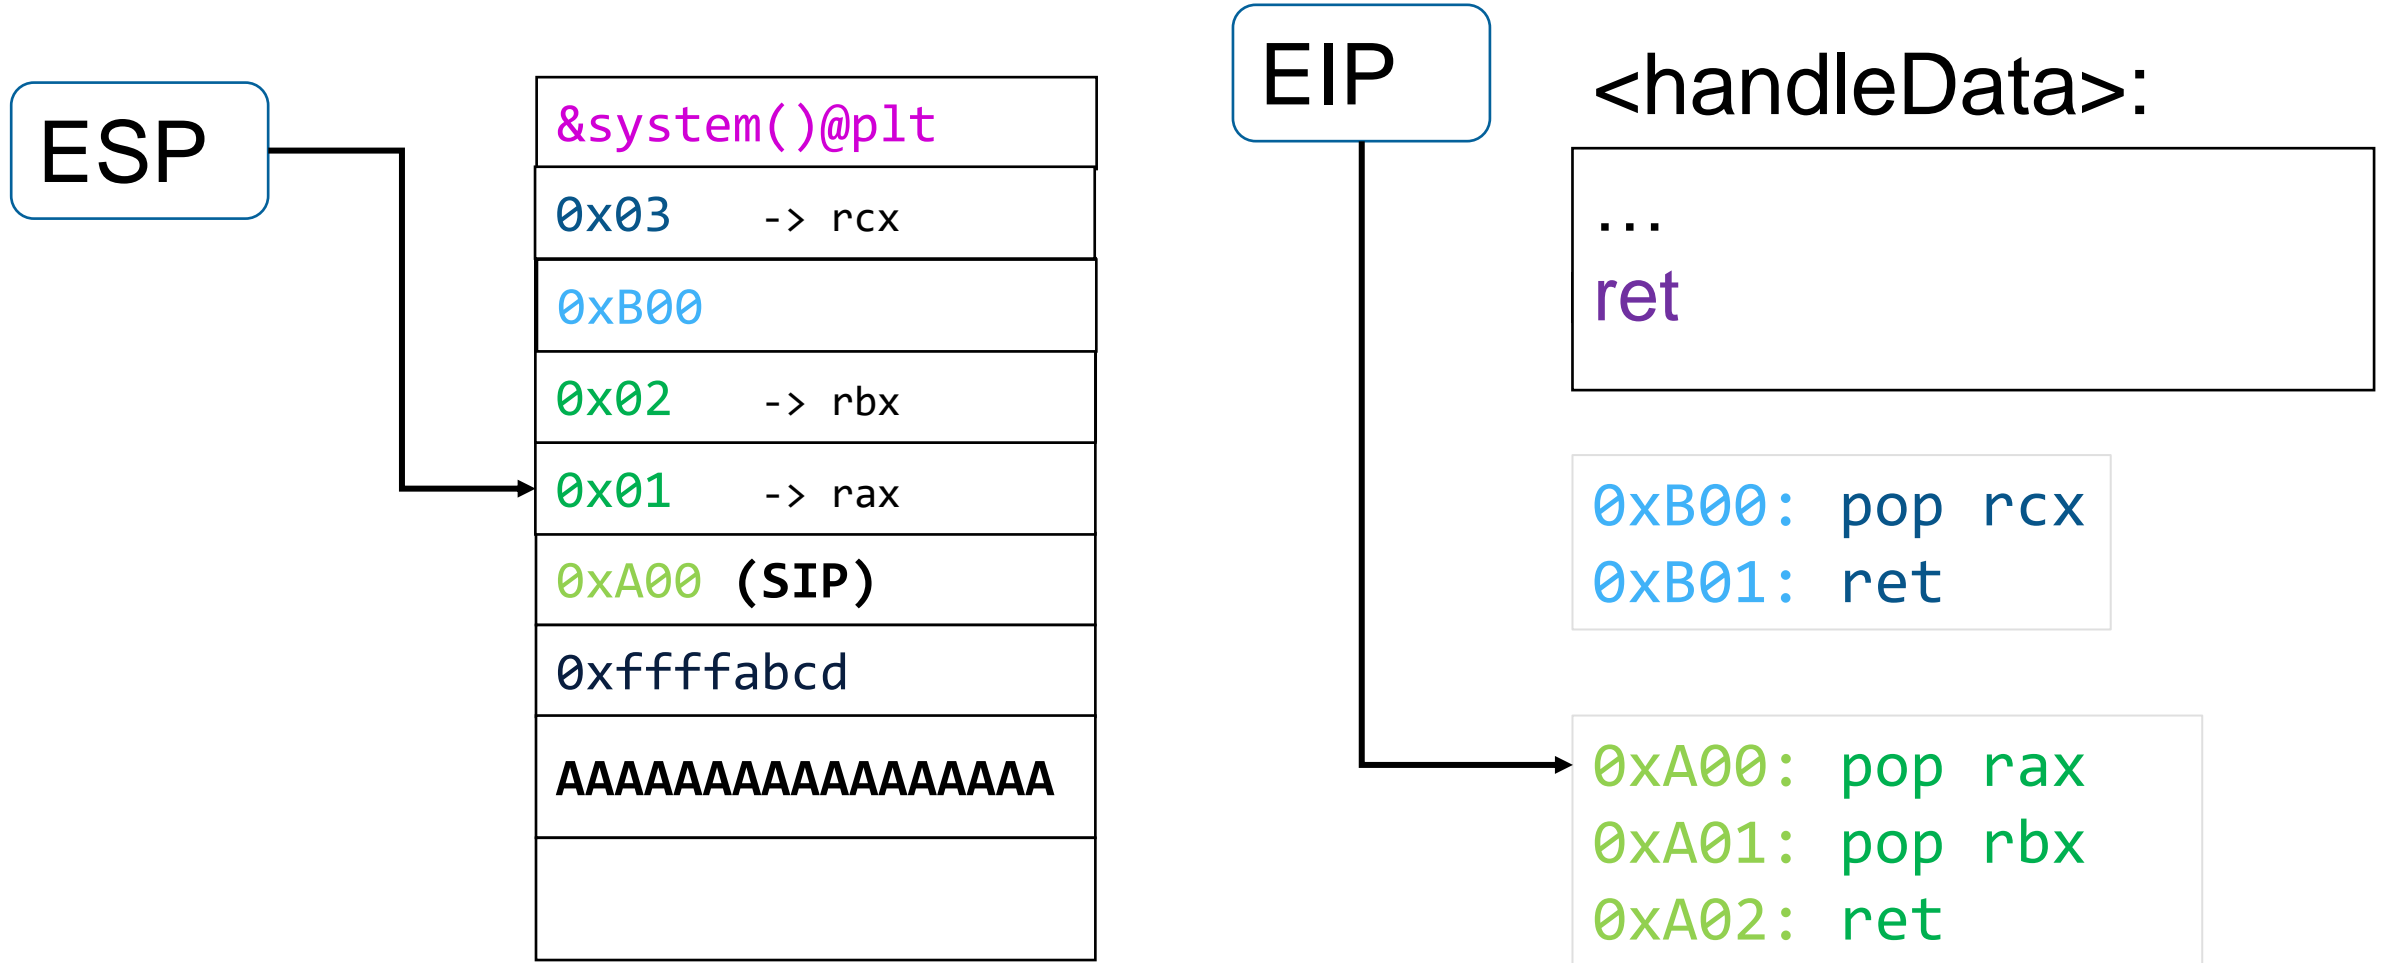 ESP
&system()@plt
0x03 -> rcx
0xB00
0x02 -> rbx
0x01 -> rax
0xA00 (SIP)
0xffffabcd
AAAAAAAAAAAAAAAAA
EIP
<handleData>:
...
ret
0xB00: pop rcx
0xB01: ret
0xA00: pop rax
0xA01: pop rbx
0xA02: ret